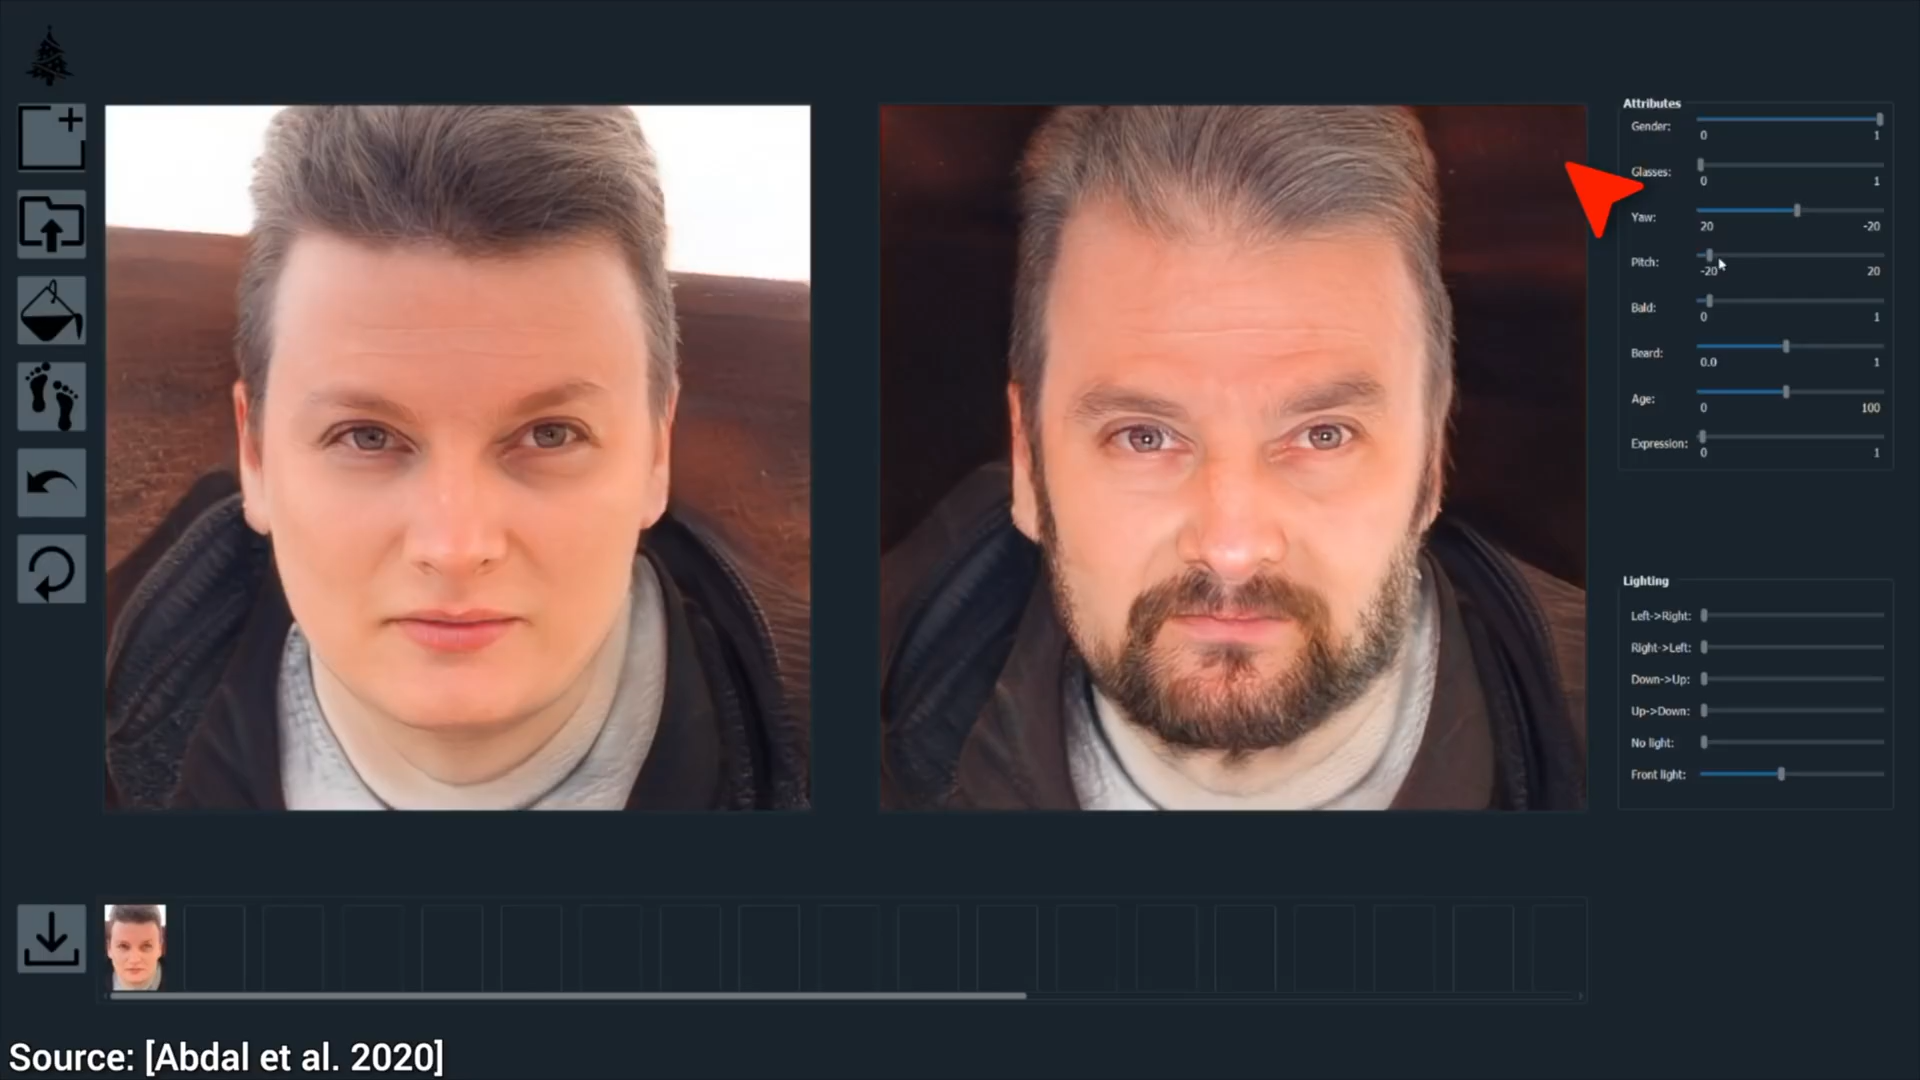 Attributes
Gender:
0 1
Glasses:
0 1
Yaw:
20 -20
Pitch:
-20 20
Bald:
0 1
Beard:
0.0 1
Age:
0 100
Expression:
0 1
Lighting
Left->Right:
Right->Left:
Down->Up:
Up->Down:
No light:
Front light:
Source: [Abdal et al. 2020]